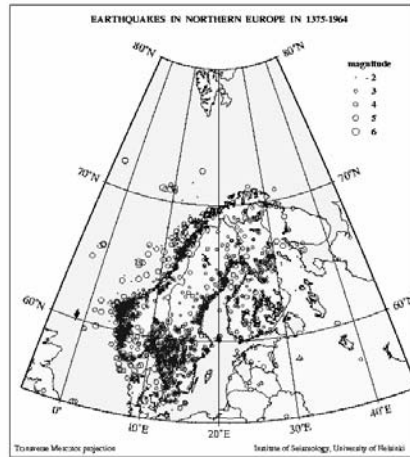 EARTHQUAKES IN NORTHERN EUROPE IN 1375-1964
80°N
80°N
magnitude
- 2
3
4
5
6
70°N
70°N
60°N
60°N
0°
10°E
20°E
30°E
40°E
Transverse Mercator projection
Institute of Seismology, University of Helsinki